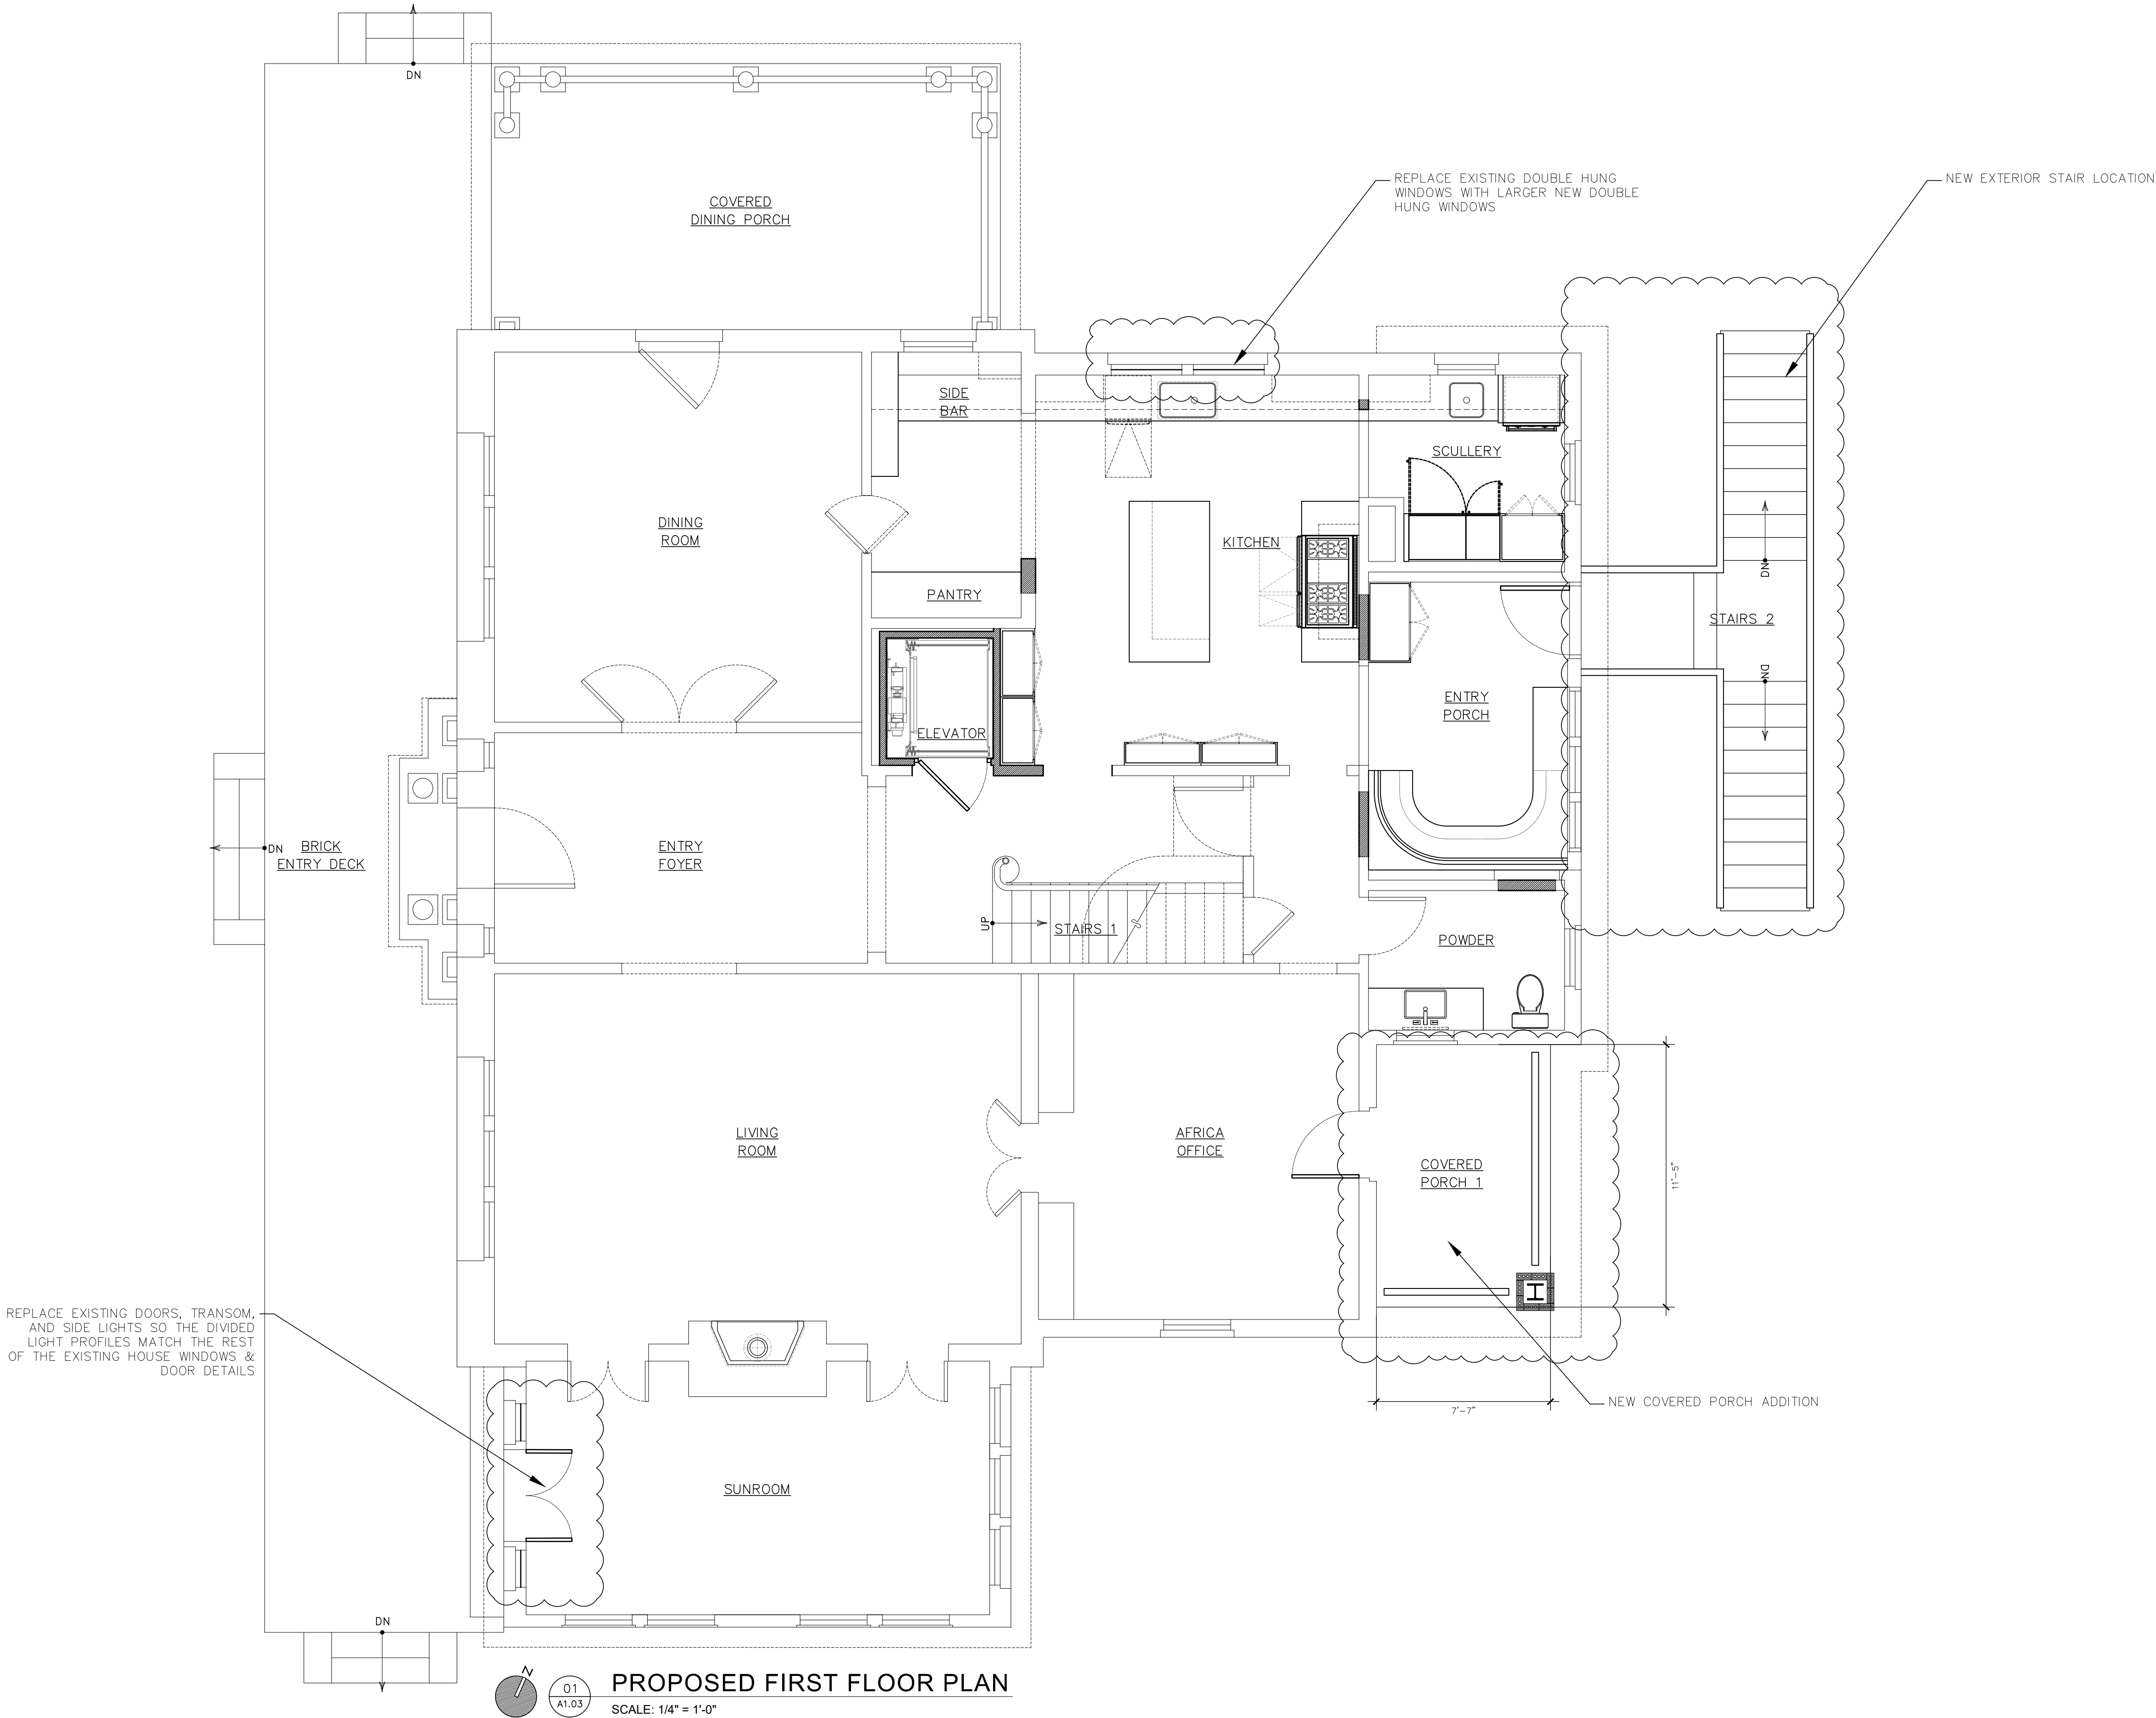 DN
COVERED
DINING PORCH
REPLACE EXISTING DOUBLE HUNG
WINDOWS WITH LARGER NEW DOUBLE
HUNG WINDOWS
NEW EXTERIOR STAIR LOCATION
SIDE
BAR
SCULLERY
DINING
ROOM
KITCHEN
DN
PANTRY
STAIRS 2
DN
ENTRY
PORCH
ELEVATOR
DN
BRICK
ENTRY DECK
ENTRY
FOYER
UP
STAIRS 1
POWDER
LIVING
ROOM
AFRICA
OFFICE
COVERED
PORCH 1
11'-5"
REPLACE EXISTING DOORS, TRANSOM,
AND SIDE LIGHTS SO THE DIVIDED
LIGHT PROFILES MATCH THE REST
OF THE EXISTING HOUSE WINDOWS &
DOOR DETAILS
NEW COVERED PORCH ADDITION
7'-7"
SUNROOM
DN
N
01
A1.03
PROPOSED FIRST FLOOR PLAN
SCALE: 1/4" = 1'-0"